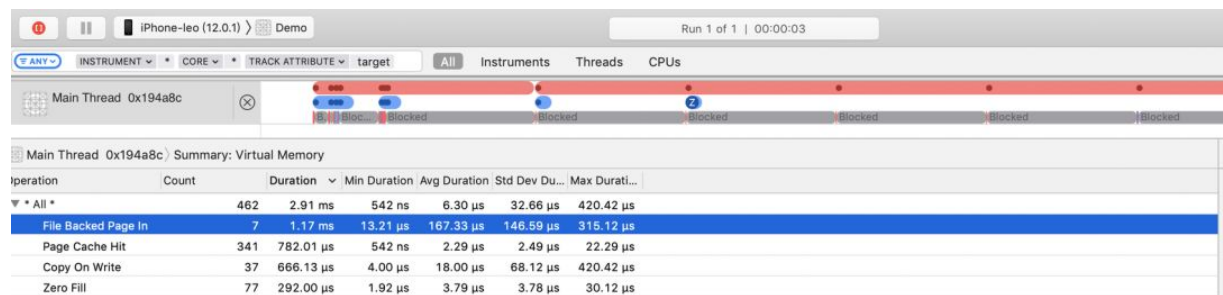 iPhone-leo (12.0.1) 〉 Demo
Run 1 of 1 | 00:00:03
ANY INSTRUMENT * CORE * TRACK ATTRIBUTE target All Instruments Threads CPUs
Main Thread 0x194a8c
Z
B... Bloc... Blocked Blocked Blocked Blocked Blocked Blocked
Main Thread 0x194a8c 〉 Summary: Virtual Memory
Operation Count Duration Min Duration Avg Duration Std Dev Du... Max Durati...
* All * 462 2.91 ms 542 ns 6.30 µs 32.66 µs 420.42 µs
File Backed Page In 7 1.17 ms 13.21 µs 167.33 µs 146.59 µs 315.12 µs
Page Cache Hit 341 782.01 µs 542 ns 2.29 µs 2.49 µs 22.29 µs
Copy On Write 37 666.13 µs 4.00 µs 18.00 µs 68.12 µs 420.42 µs
Zero Fill 77 292.00 µs 1.92 µs 3.79 µs 3.78 µs 30.12 µs